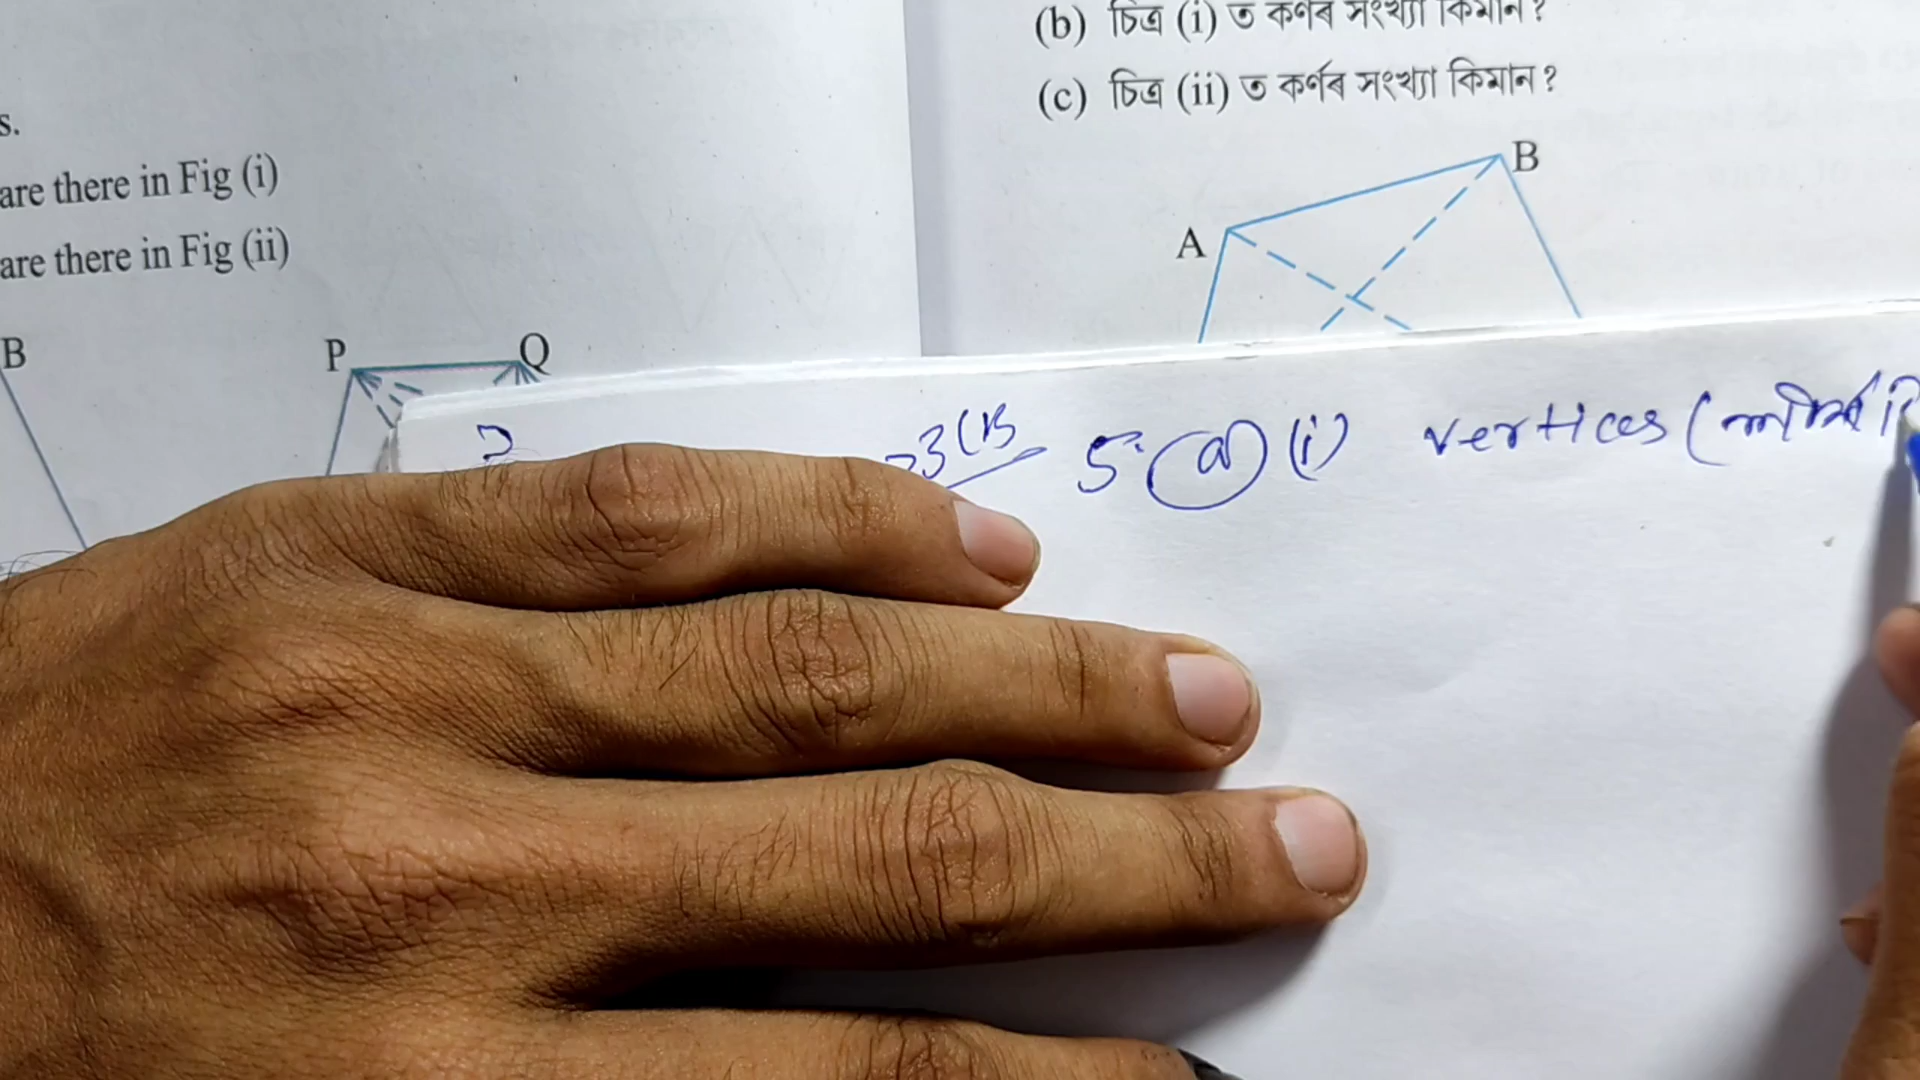 s.
are there in Fig (i)
are there in Fig (ii)
B
P
Q
(b) চিত্ৰ (i) ত কৰ্ণৰ সংখ্যা কিমান ?
(c) চিত্ৰ (ii) ত কৰ্ণৰ সংখ্যা কিমান ?
A
B
5. (a) (i) vertices (